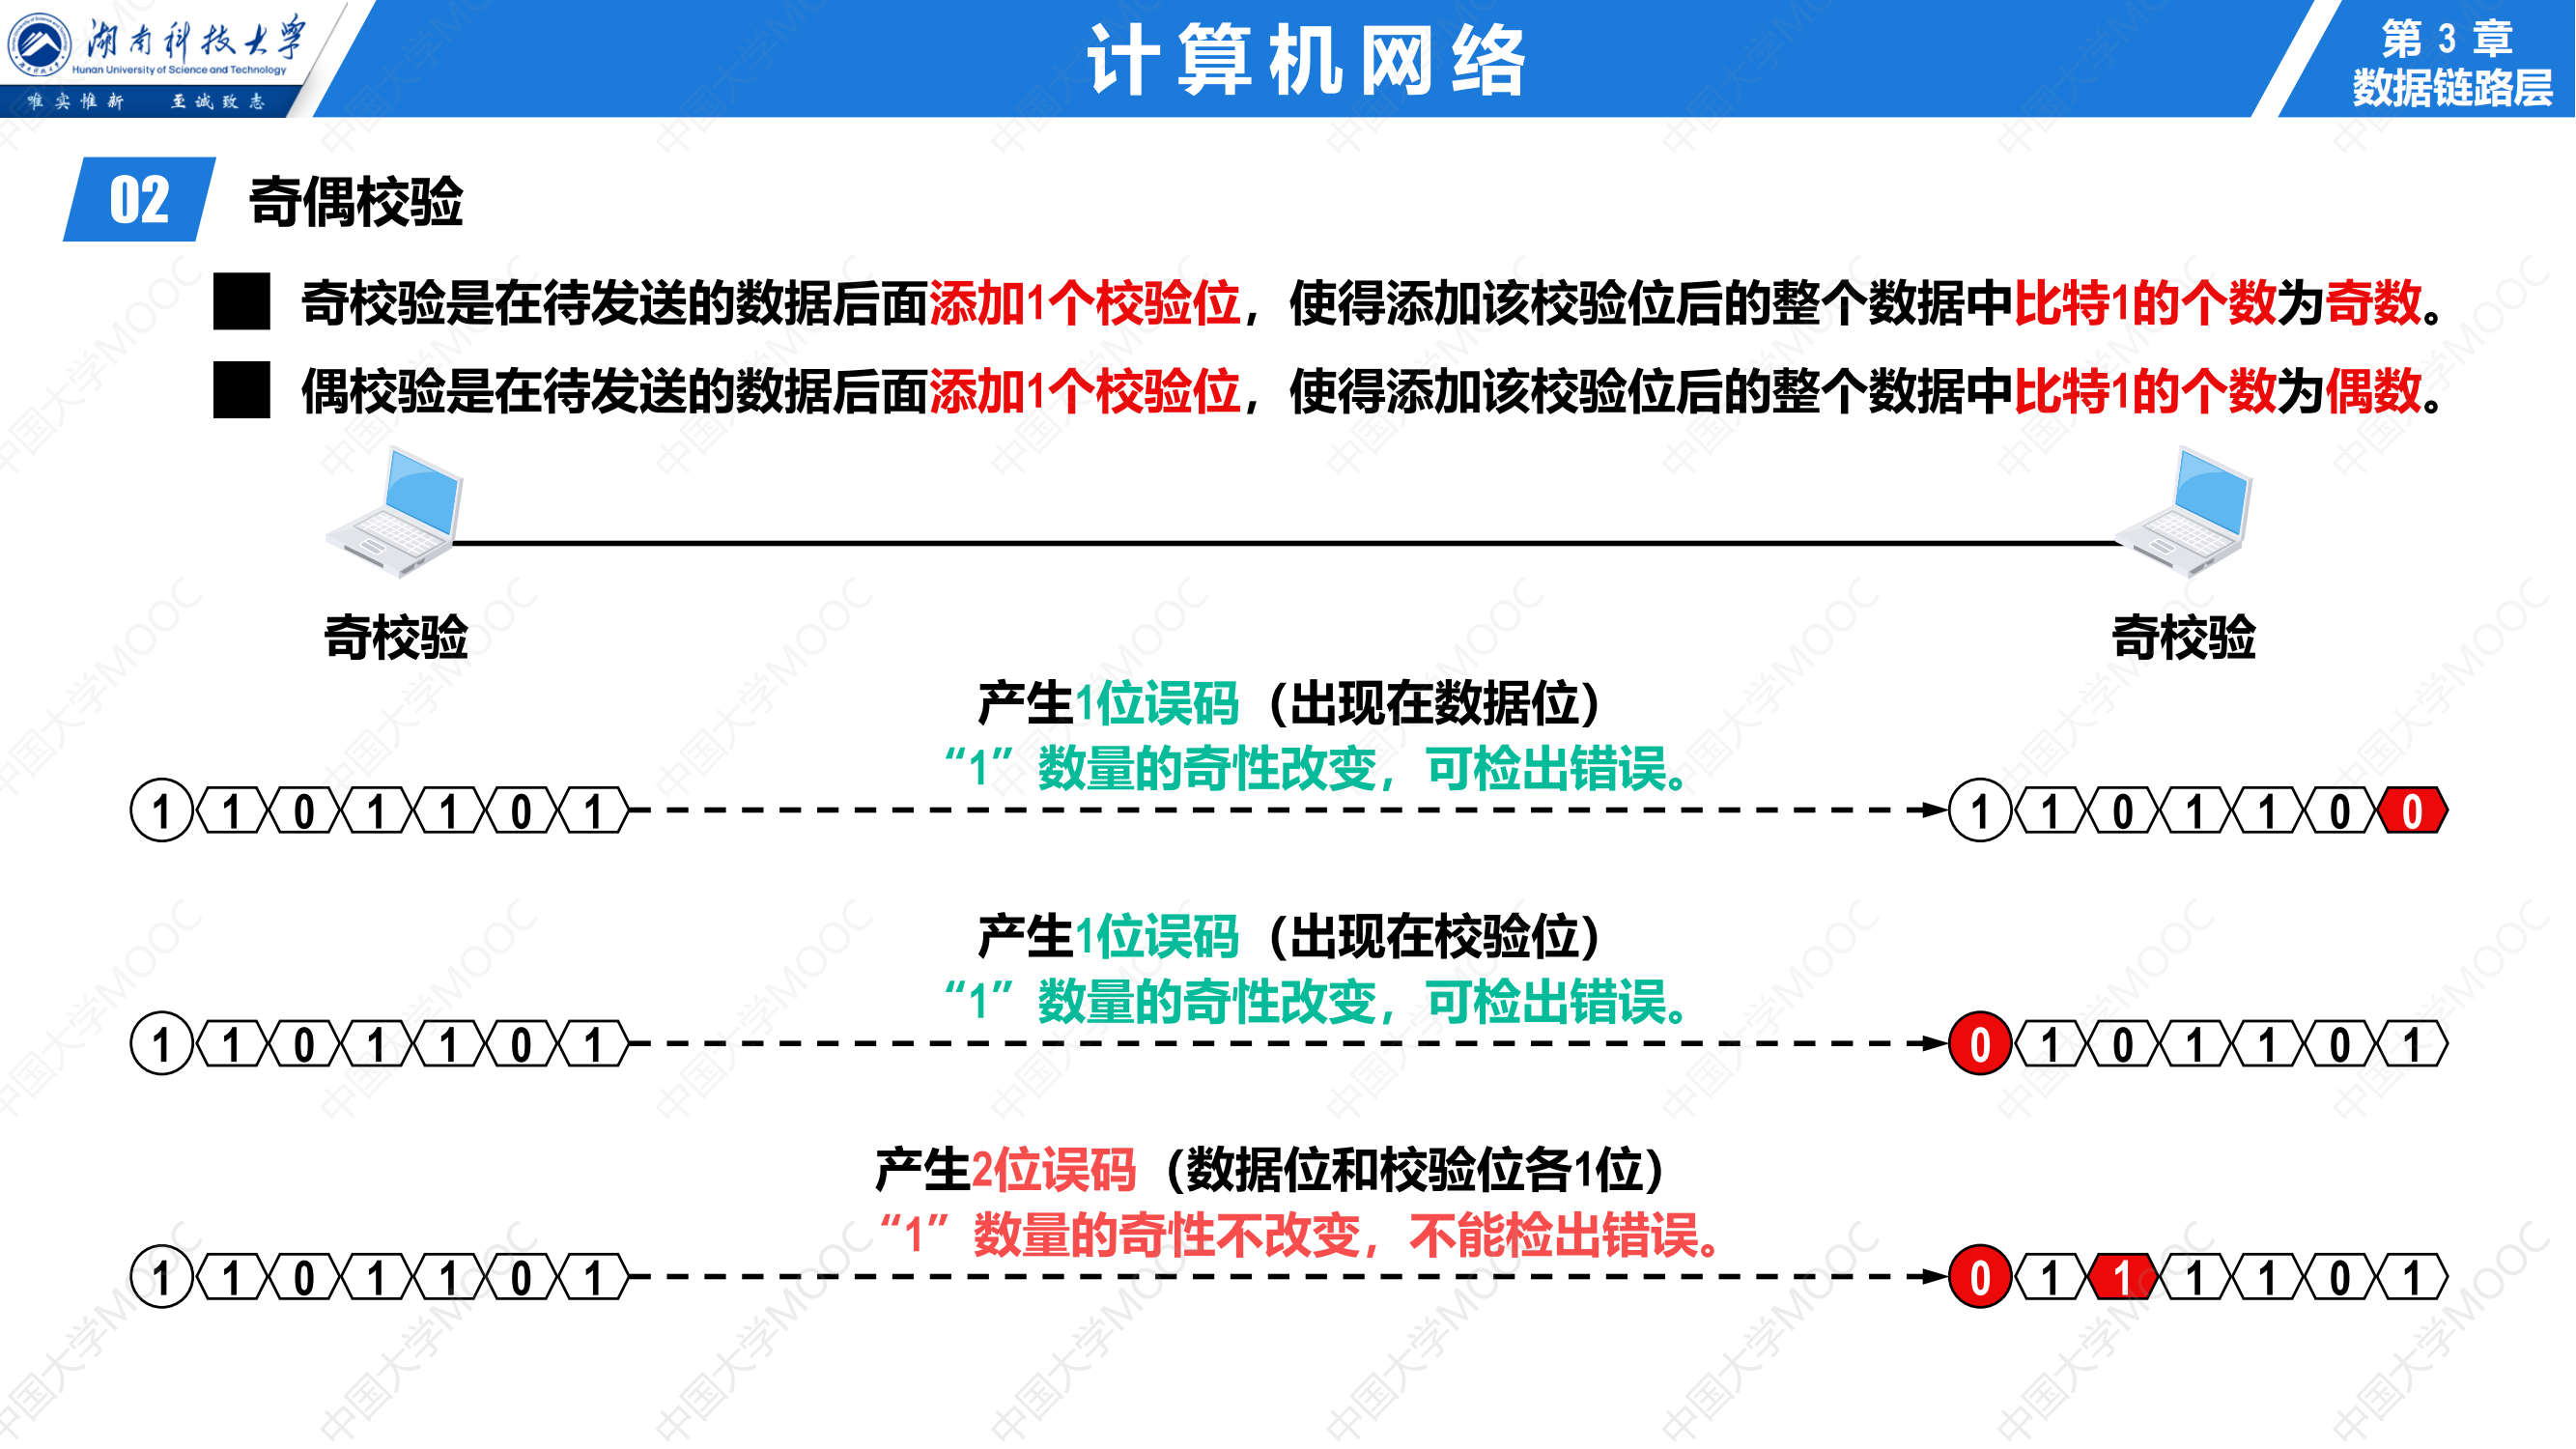 湖南科技大学
Hunan University of Science and Technology
唯实惟新 至诚致志
计算机网络
第 3 章
数据链路层
02 奇偶校验
奇校验是在待发送的数据后面添加1个校验位，使得添加该校验位后的整个数据中比特1的个数为奇数。
偶校验是在待发送的数据后面添加1个校验位，使得添加该校验位后的整个数据中比特1的个数为偶数。
奇校验 奇校验
产生1位误码（出现在数据位）
“1”数量的奇性改变，可检出错误。
1 1 0 1 1 0 1 1 1 0 1 1 0 0
产生1位误码（出现在校验位）
“1”数量的奇性改变，可检出错误。
1 1 0 1 1 0 1 0 1 0 1 1 0 1
产生2位误码（数据位和校验位各1位）
“1”数量的奇性不改变，不能检出错误。
1 1 0 1 1 0 1 0 1 1 1 1 0 1
中国大学MOOC